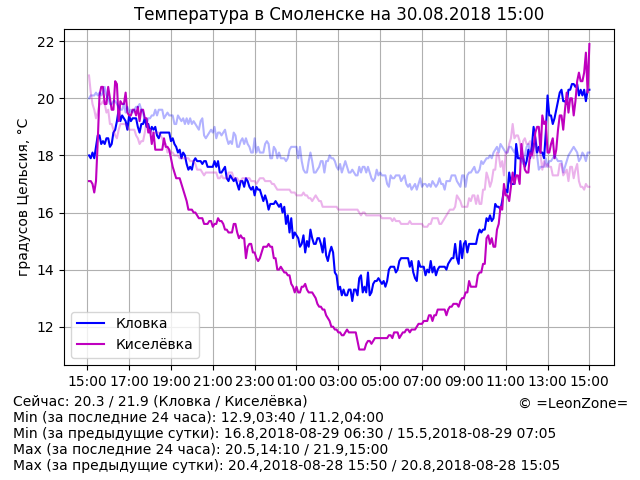 Температура в Смоленске на 30.08.2018 15:00
градусов Цельсия, °C
22
20
18
16
14
12
Кловка
Киселёвка
15:00 17:00 19:00 21:00 23:00 01:00 03:00 05:00 07:00 09:00 11:00 13:00 15:00
Сейчас: 20.3 / 21.9 (Кловка / Киселёвка)
© =LeonZone=
Min (за последние 24 часа): 12.9,03:40 / 11.2,04:00
Min (за предыдущие сутки): 16.8,2018-08-29 06:30 / 15.5,2018-08-29 07:05
Max (за последние 24 часа): 20.5,14:10 / 21.9,15:00
Max (за предыдущие сутки): 20.4,2018-08-28 15:50 / 20.8,2018-08-28 15:05